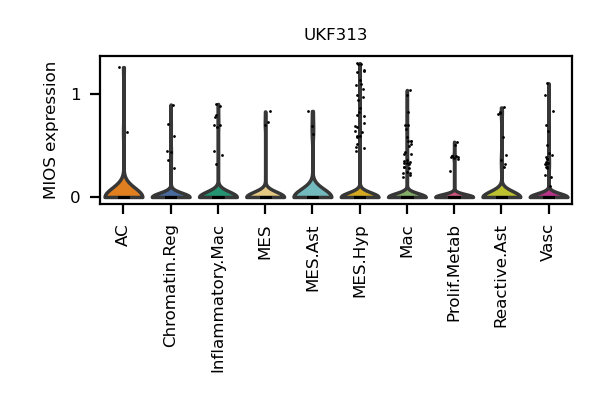 UKF313
MIOS expression
1
0
AC
Chromatin.Reg
Inflammatory.Mac
MES
MES.Ast
MES.Hyp
Mac
Prolif.Metab
Reactive.Ast
Vasc